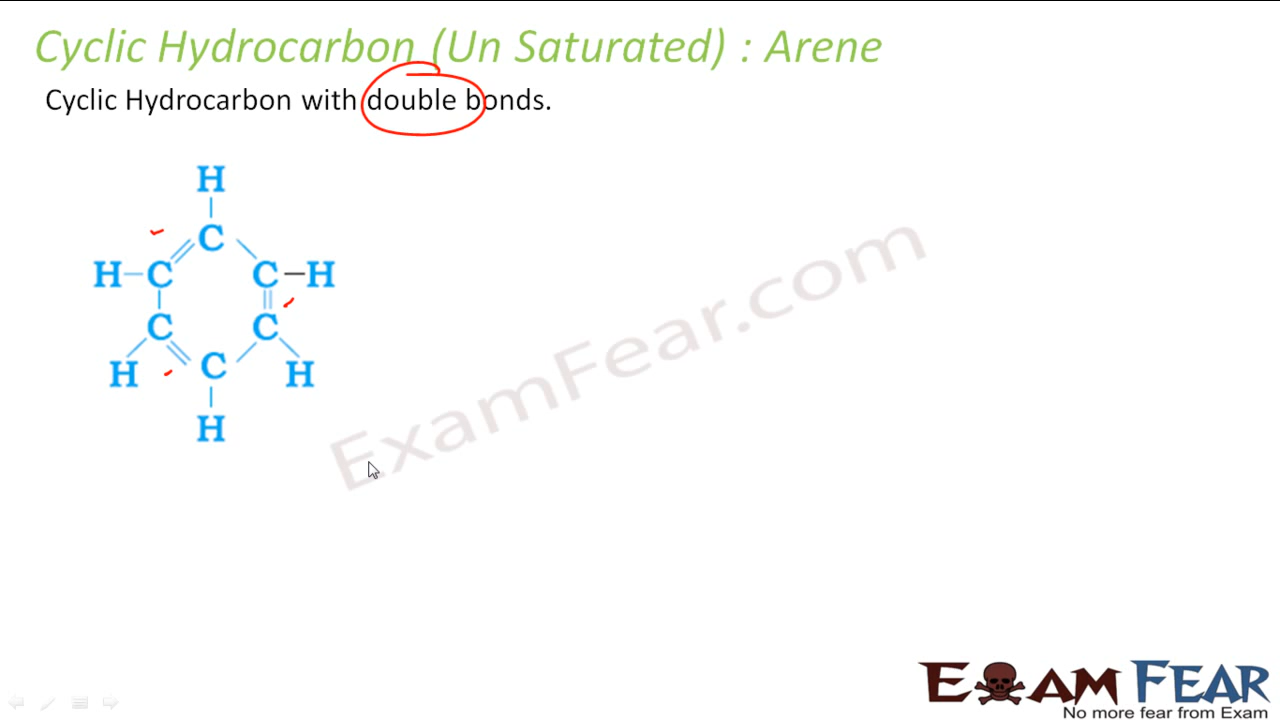 Cyclic Hydrocarbon (Un Saturated) : Arene
Cyclic Hydrocarbon with double bonds.
H
C
H C C H
C C
H C H
H
ExamFear.com
EXAM FEAR
No more fear from Exam